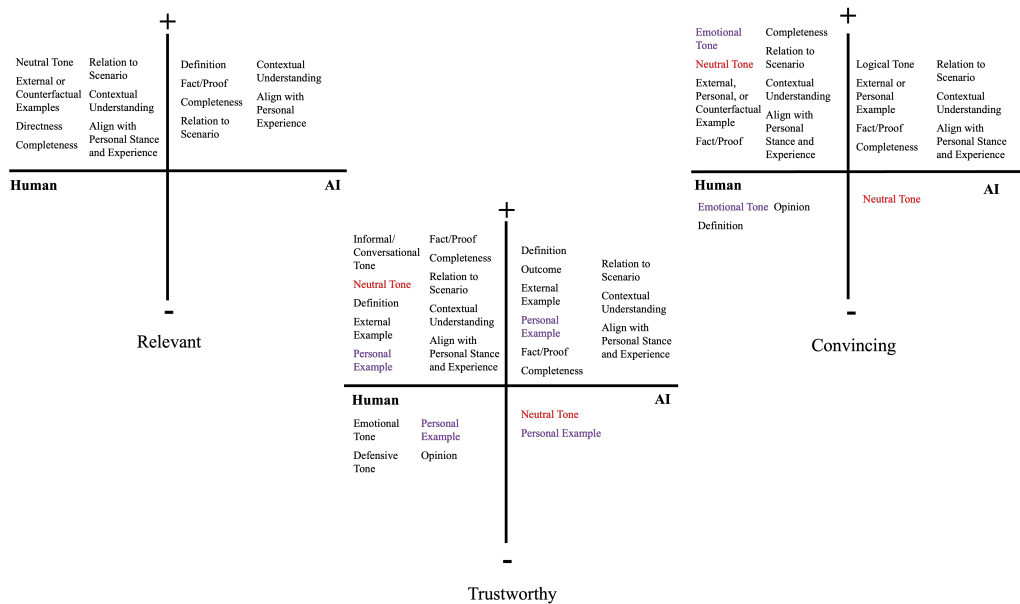 +
Neutral Tone
External or
Counterfactual
Examples
Directness
Completeness
Relation to
Scenario
Contextual
Understanding
Align with
Personal Stance
and Experience
Definition
Fact/Proof
Completeness
Relation to
Scenario
Contextual
Understanding
Align with
Personal
Experience
Human
AI
-
Relevant
+
Informal/
Conversational
Tone
Neutral Tone
Definition
External
Example
Personal
Example
Fact/Proof
Completeness
Relation to
Scenario
Contextual
Understanding
Align with
Personal Stance
and Experience
Definition
Outcome
External
Example
Personal
Example
Fact/Proof
Completeness
Relation to
Scenario
Contextual
Understanding
Align with
Personal Stance
and Experience
Human
AI
Emotional
Tone
Defensive
Tone
Personal
Example
Opinion
Neutral Tone
Personal Example
-
Trustworthy
+
Emotional
Tone
Neutral Tone
External,
Personal, or
Counterfactual
Example
Fact/Proof
Completeness
Relation to
Scenario
Contextual
Understanding
Align with
Personal
Stance and
Experience
Logical Tone
External or
Personal
Example
Fact/Proof
Completeness
Relation to
Scenario
Contextual
Understanding
Align with
Personal Stance
and Experience
Human
AI
Emotional Tone Opinion
Definition
Neutral Tone
-
Convincing